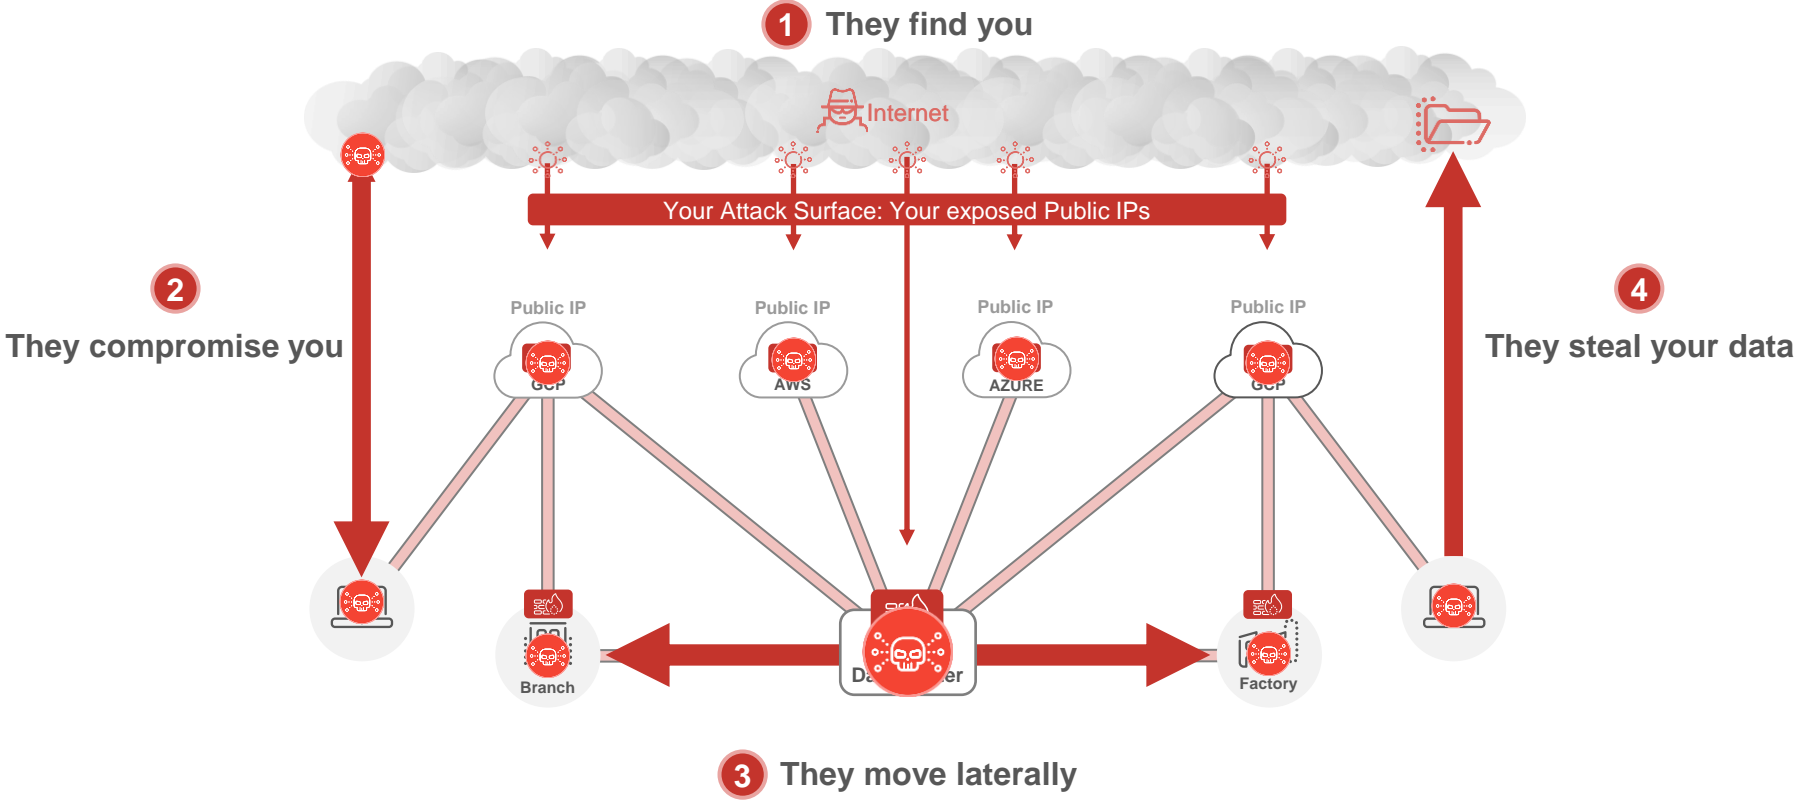 1 They find you
Internet
Your Attack Surface: Your exposed Public IPs
2
They compromise you
4
They steal your data
Public IP
GCP
Public IP
AWS
Public IP
AZURE
Public IP
GCP
Branch
Factory
3 They move laterally